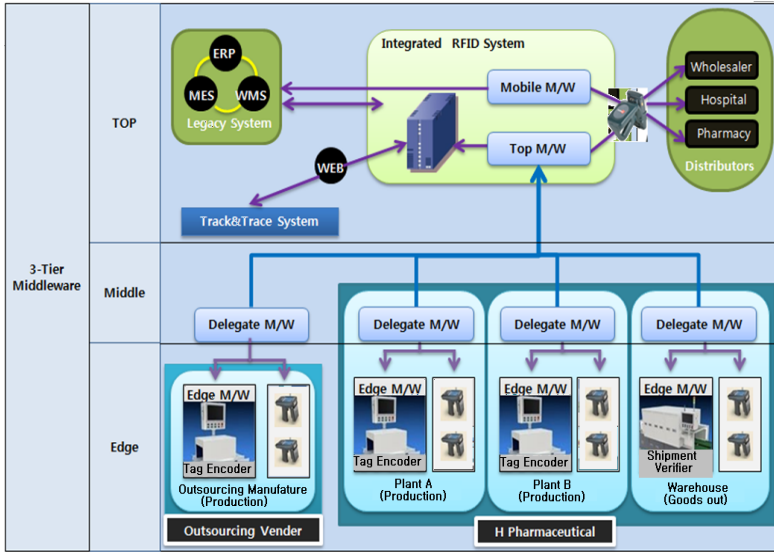 3-Tier
Middleware
TOP
Middle
Edge
ERP
MES
WMS
Legacy System
Integrated RFID System
Mobile M/W
Top M/W
WEB
Track&Trace System
Wholesaler
Hospital
Pharmacy
Distributors
Delegate M/W
Delegate M/W
Delegate M/W
Delegate M/W
Edge M/W
Tag Encoder
Outsourcing Manufature
(Production)
Outsourcing Vender
Edge M/W
Tag Encoder
Plant A
(Production)
Edge M/W
Tag Encoder
Plant B
(Production)
Edge M/W
Shipment
Verifier
Warehouse
(Goods out)
H Pharmaceutical